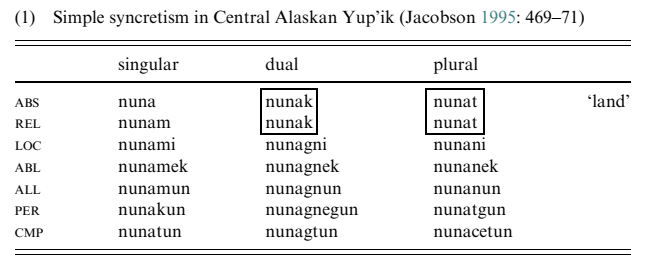 (1) Simple syncretism in Central Alaskan Yup’ik (Jacobson 1995: 469–71)
singular dual plural
ABS nuna nunak nunat ‘land’
REL nunam nunak nunat
LOC nunami nunagni nunani
ABL nunamek nunagnek nunanek
ALL nunamun nunagnun nunanun
PER nunakun nunagnegun nunatgun
CMP nunatun nunagtun nunacetun